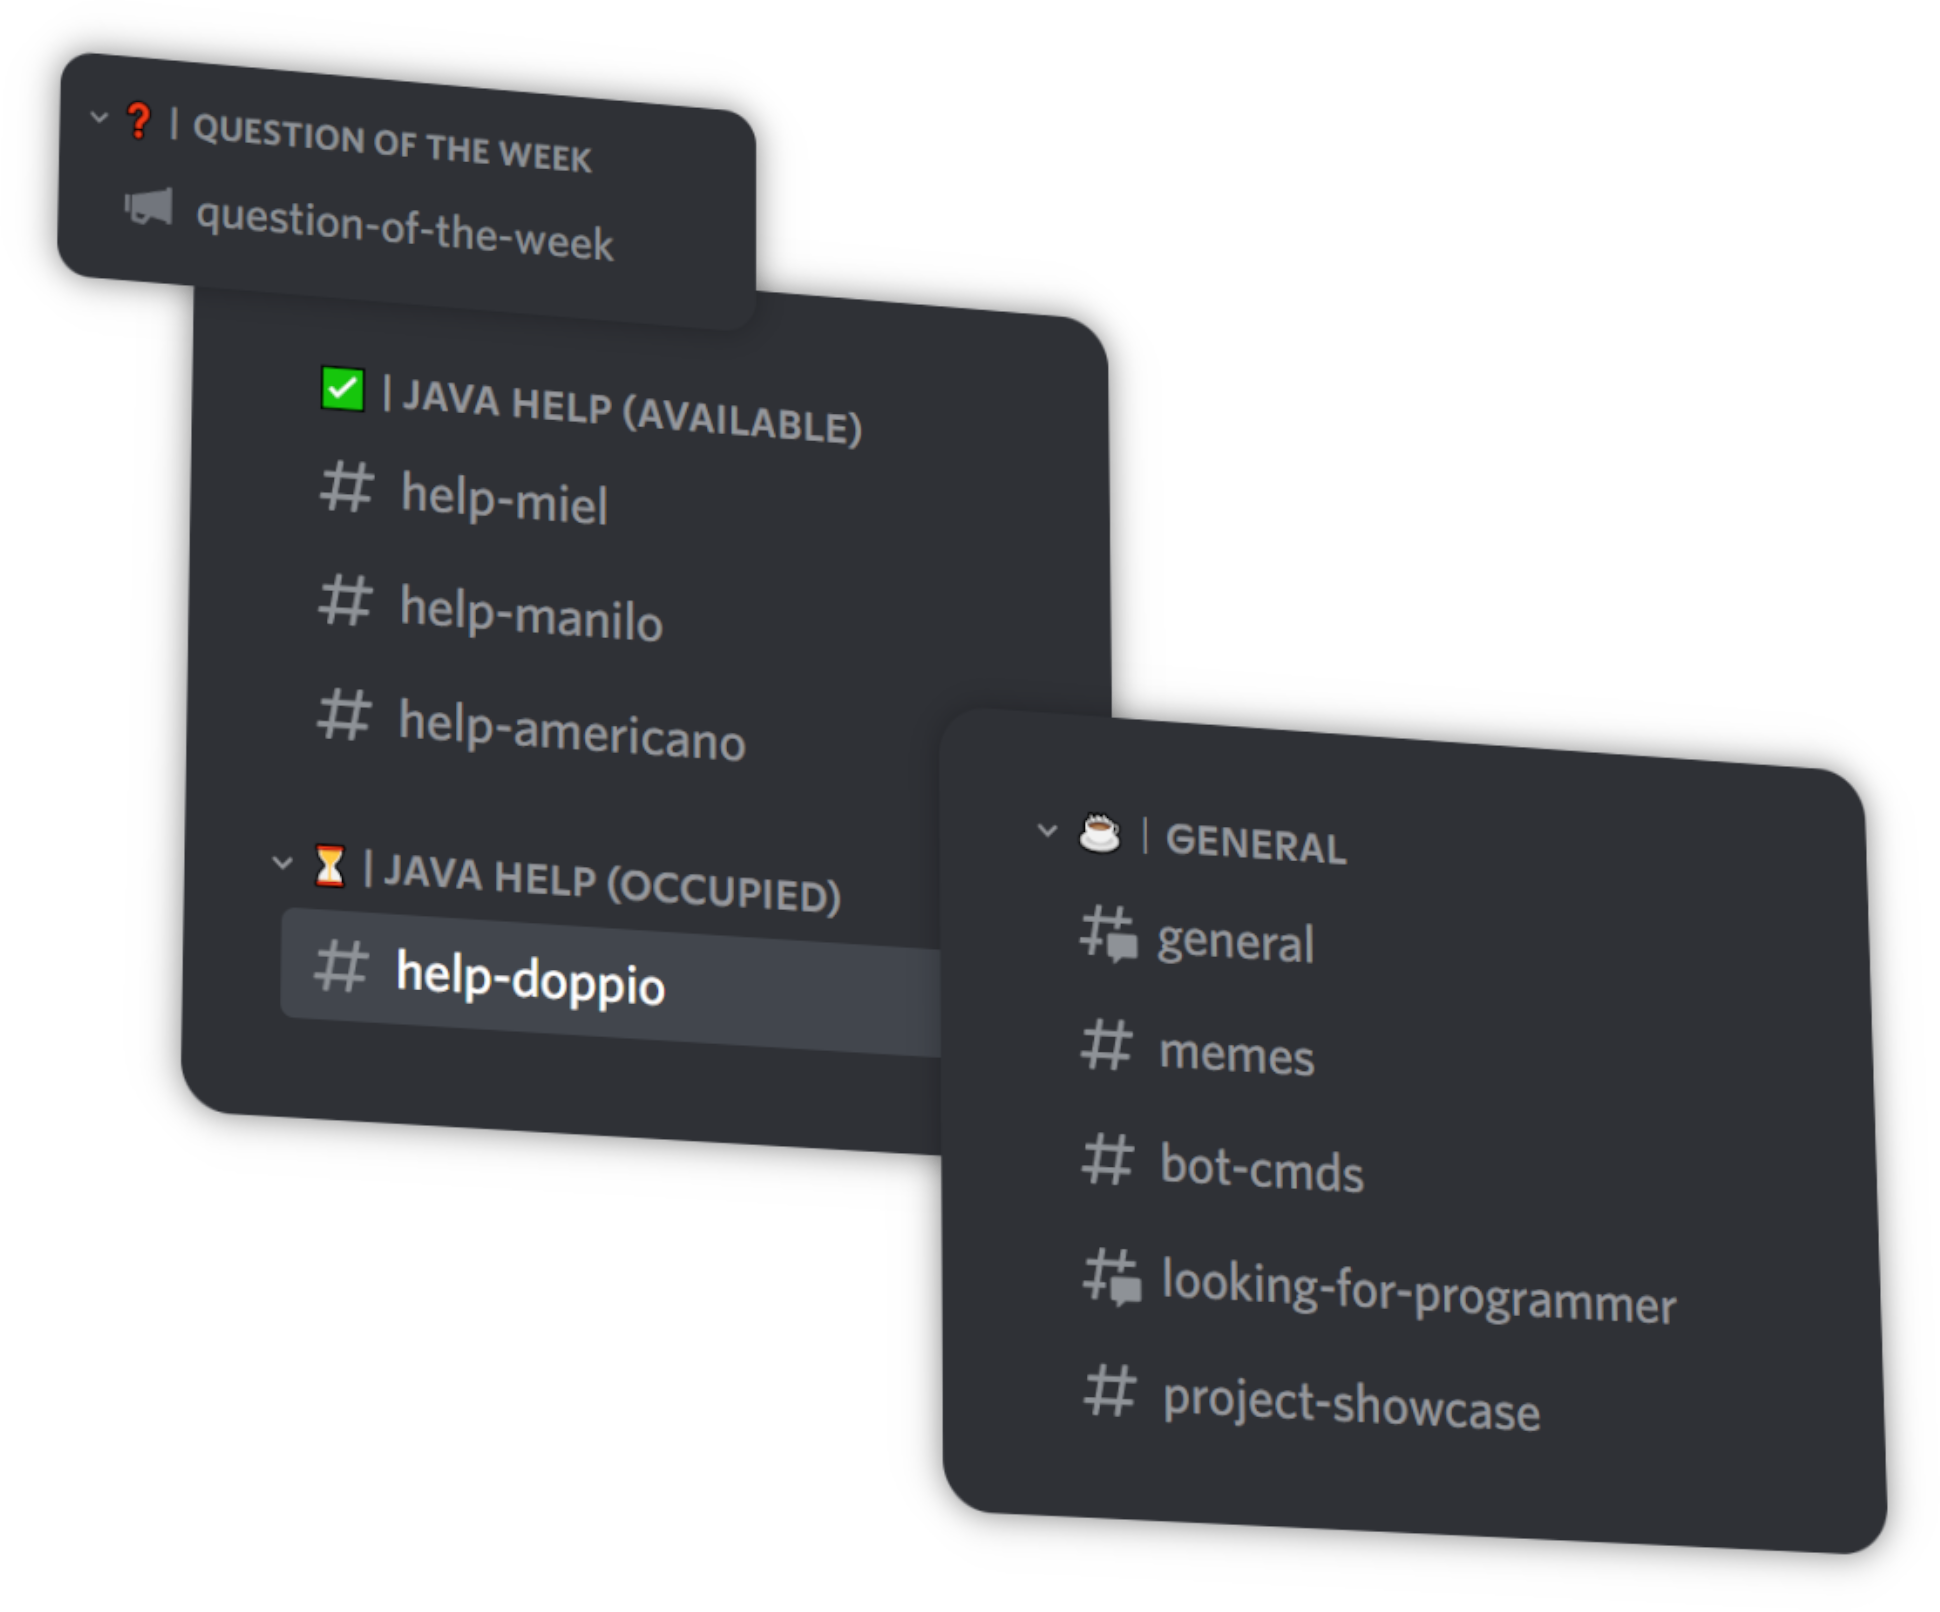 ❓ | QUESTION OF THE WEEK
question-of-the-week
✅ | JAVA HELP (AVAILABLE)
# help-miel
# help-manilo
# help-americano
⏳ | JAVA HELP (OCCUPIED)
# help-doppio
☕ | GENERAL
# general
# memes
# bot-cmds
# looking-for-programmer
# project-showcase